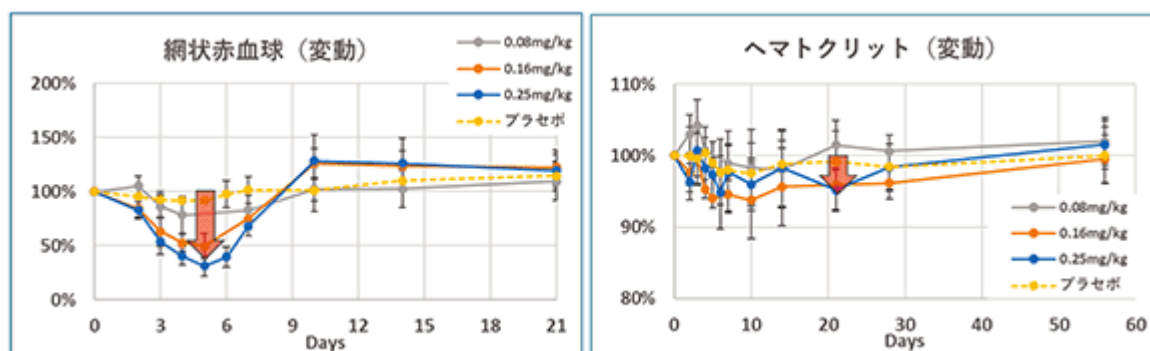 網状赤血球（変動）
0.08mg/kg
0.16mg/kg
0.25mg/kg
プラセボ
200%
150%
100%
50%
0%
0 3 6 9 12 15 18 21
Days
ヘマトクリット（変動）
110%
100%
90%
80%
0.08mg/kg
0.16mg/kg
0.25mg/kg
プラセボ
0 10 20 30 40 50 60
Days